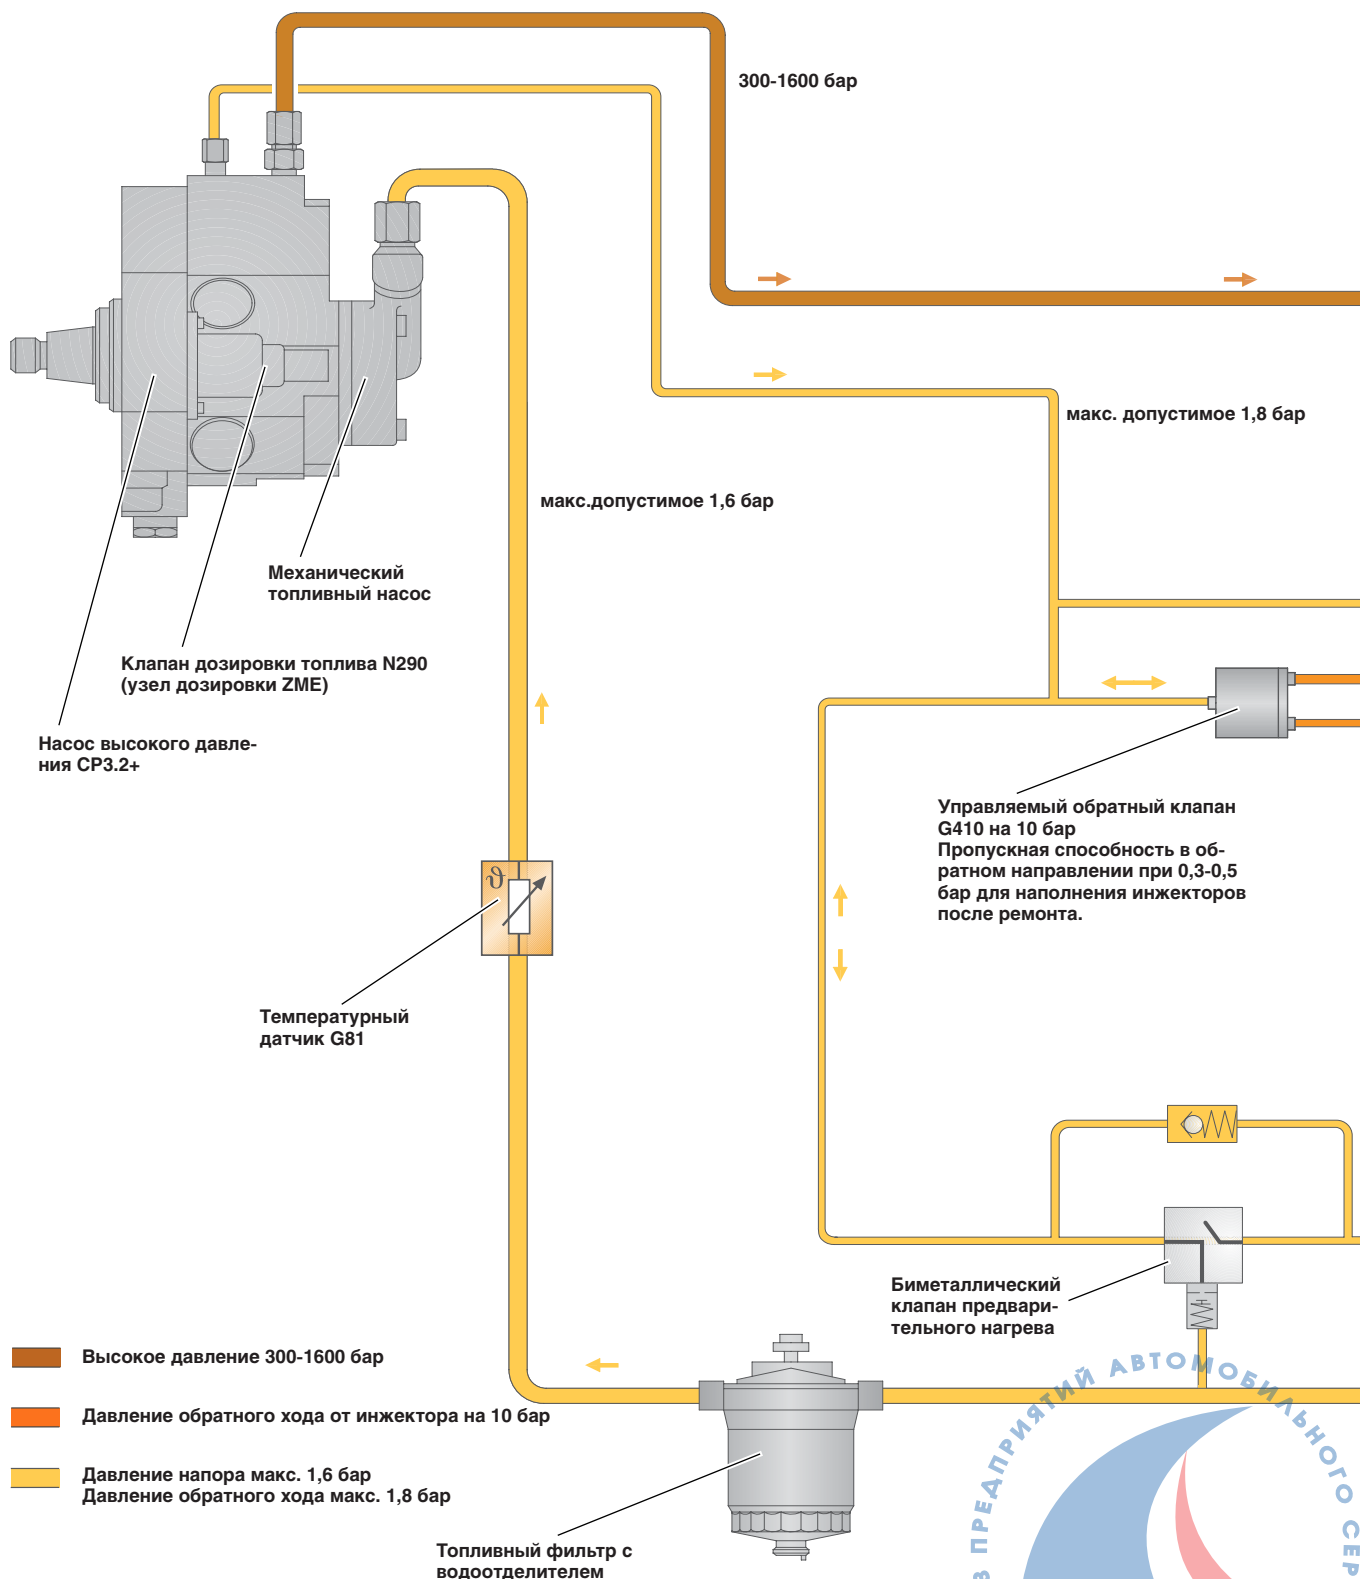 300-1600 бар
макс. допустимое 1,8 бар
макс.допустимое 1,6 бар
Механический
топливный насос
Клапан дозировки топлива N290
(узел дозировки ZME)
Насос высокого давле-
ния CP3.2+
Управляемый обратный клапан
G410 на 10 бар
Пропускная способность в об-
ратном направлении при 0,3-0,5
бар для наполнения инжекторов
после ремонта.
ϑ
Температурный
датчик G81
Биметаллический
клапан предвари-
тельного нагрева
Высокое давление 300-1600 бар
Давление обратного хода от инжектора на 10 бар
Давление напора макс. 1,6 бар
Давление обратного хода макс. 1,8 бар
Топливный фильтр с
водоотделителем
В ПРЕДПРИЯТИЙ АВТОМОБИЛЬНОГО СЕР